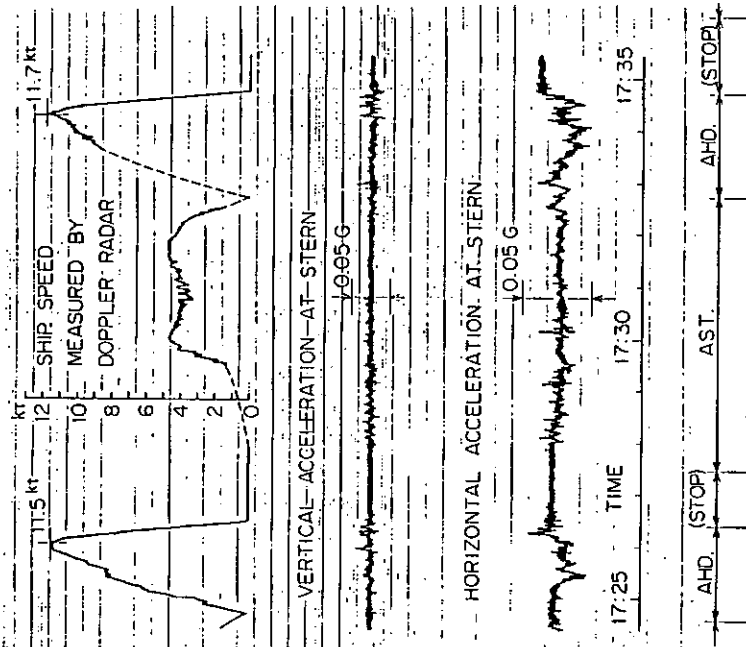 11.5 kt
11.7 kt
kt
12
10
8
6
4
2
0
SHIP SPEED
MEASURED BY
DOPPLER RADAR
VERTICAL ACCELERATION AT STERN
0.05 G
HORIZONTAL ACCELERATION AT STERN
0.05 G
17:25
TIME
17:30
17:35
AHD.
(STOP)
AST.
AHD.
(STOP)